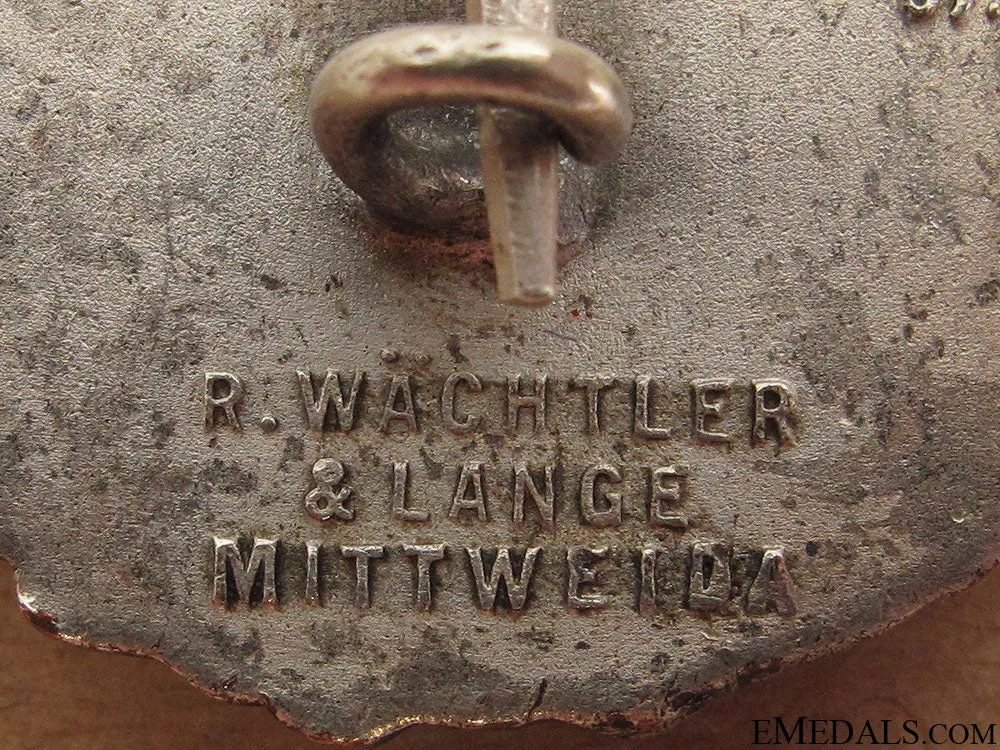 R. WÄCHTLER
& LANGE
MITTWEIDA
EMEDALS.COM